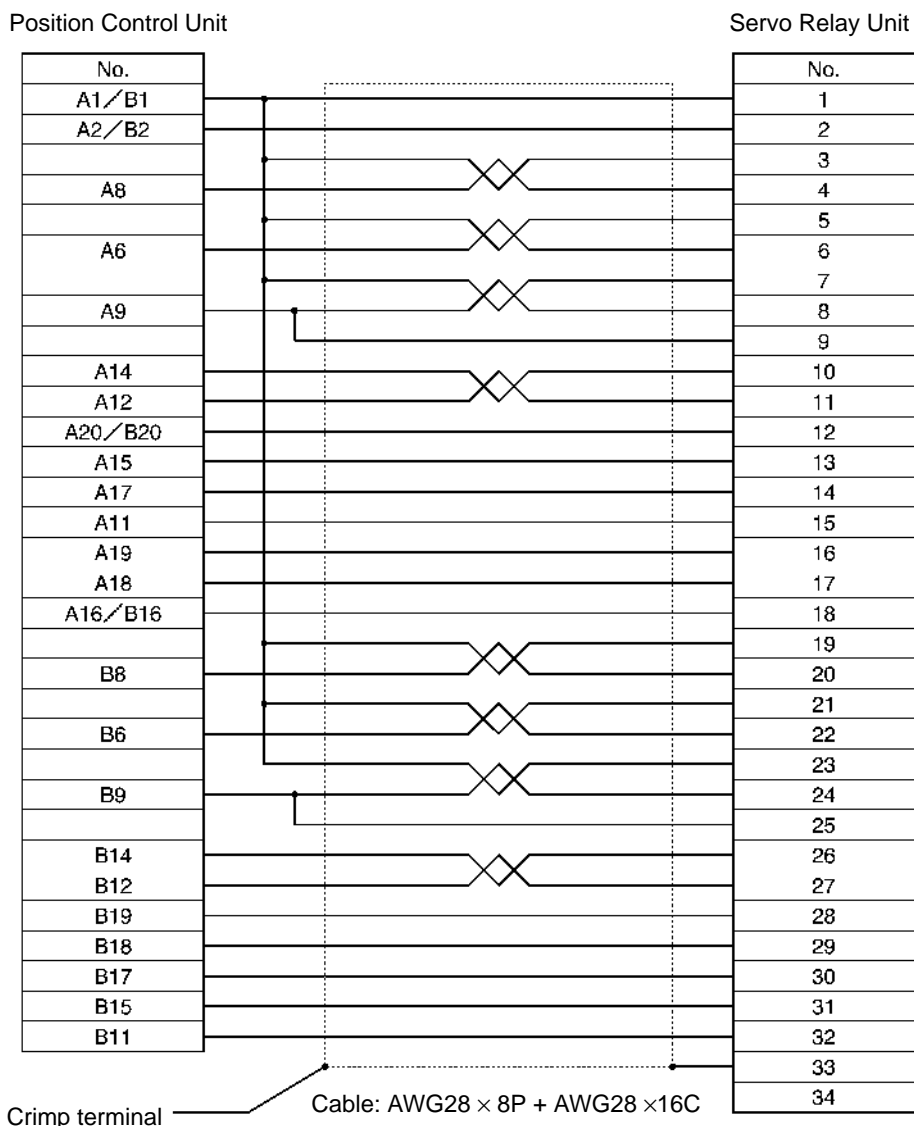 Position Control Unit Servo Relay Unit
No. No.
A1/B1 1
A2/B2 2
3
A8 4
5
A6 6
7
A9 8
9
A14 10
A12 11
A20/B20 12
A15 13
A17 14
A11 15
A19 16
A18 17
A16/B16 18
19
B8 20
21
B6 22
23
B9 24
25
B14 26
B12 27
B19 28
B18 29
B17 30
B15 31
B11 32
33
34
Crimp terminal Cable: AWG28 × 8P + AWG28 ×16C